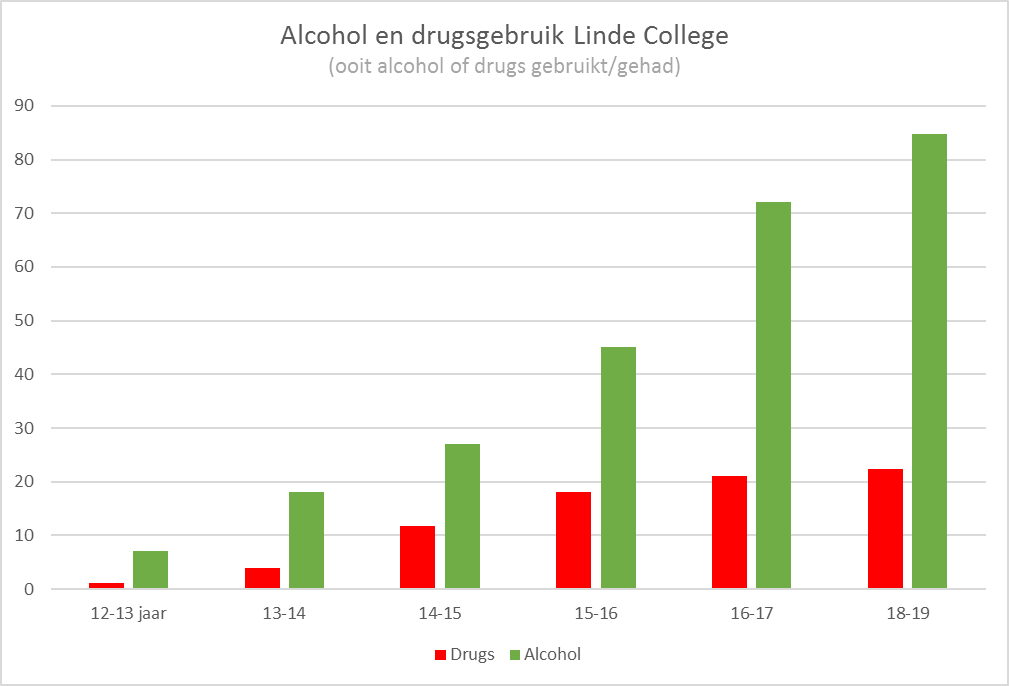 Alcohol en drugsgebruik Linde College
(ooit alcohol of drugs gebruikt/gehad)
90
80
70
60
50
40
30
20
10
0
12-13 jaar 13-14 14-15 15-16 16-17 18-19
Drugs Alcohol